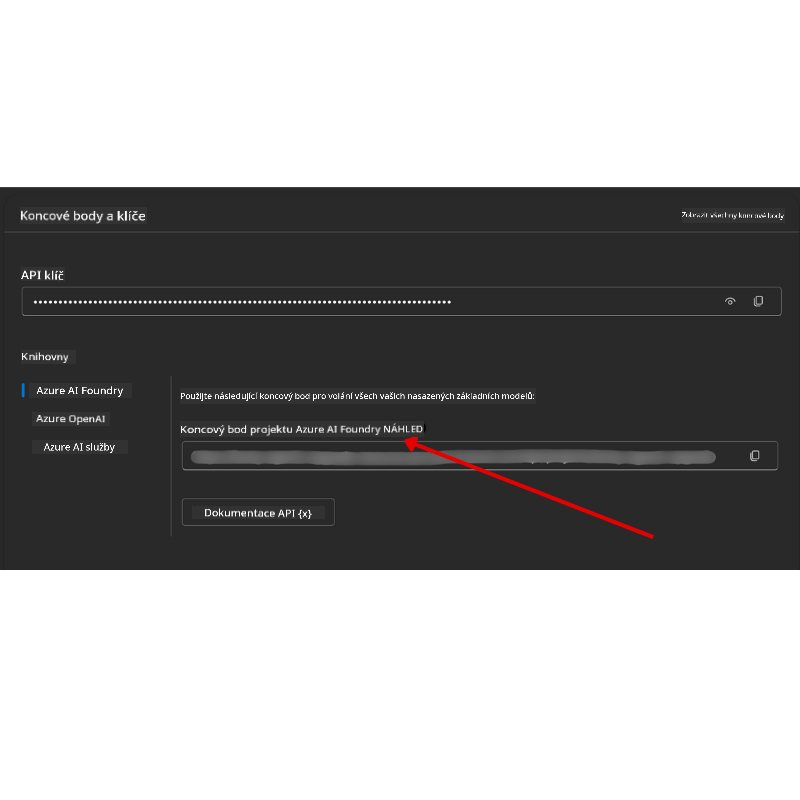 Koncové body a klíče
Zobrazit všechny koncové body
API klíč
Knihovny
Azure AI Foundry
Azure OpenAI
Azure AI služby
Použijte následující koncový bod pro volání všech vašich nasazených základních modelů:
Koncový bod projektu Azure AI Foundry NÁHLED
Dokumentace API {x}